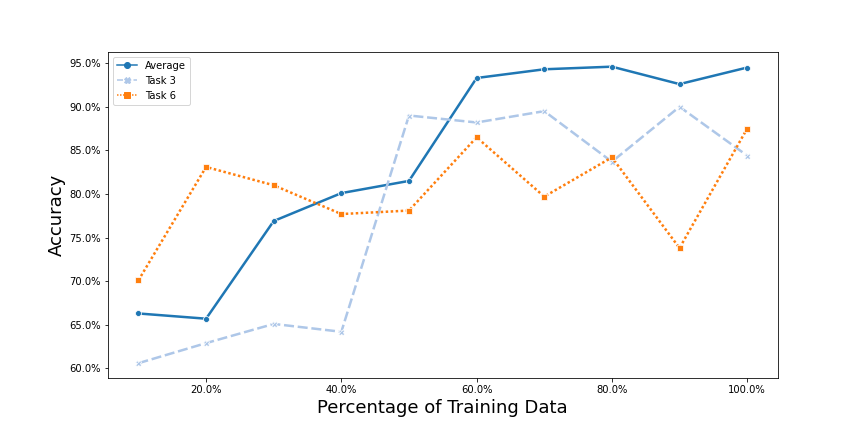 Average
Task 3
Task 6
95.0%
90.0%
85.0%
80.0%
75.0%
70.0%
65.0%
60.0%
Accuracy
20.0% 40.0% 60.0% 80.0% 100.0%
Percentage of Training Data